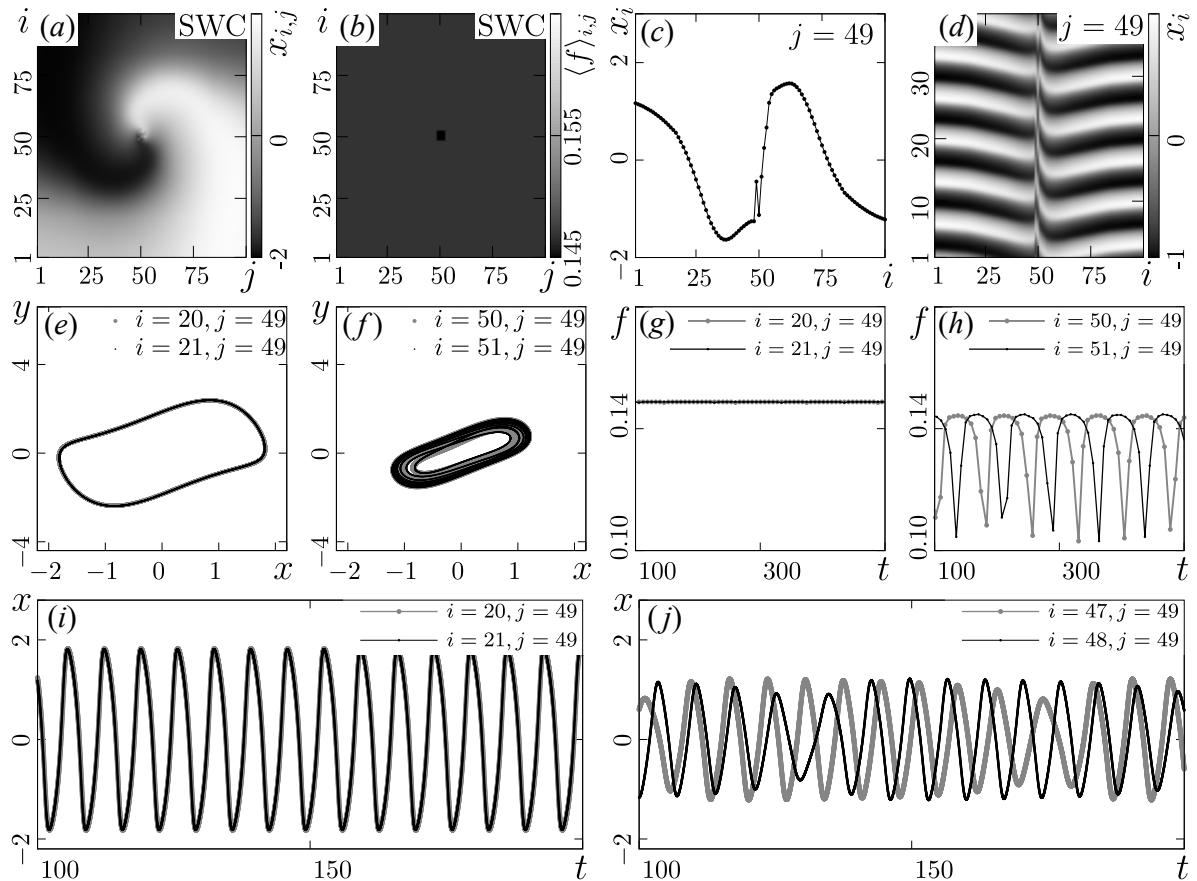 i (a) SWC x_{i,j}
75
50
25
1
1 25 50 75 j
0
-2
i (b) SWC ⟨f⟩_{i,j}
75
50
25
1
1 25 50 75 j
0.155
0.145
x_i (c) j = 49
2
0
−2
1 25 50 75 i
(d) j = 49 x_i
30
20
10
1
1 25 50 75 i
0
-1
y (e) i = 20, j = 49
i = 21, j = 49
4
0
−4
−2 −1 0 1 x
y (f) i = 50, j = 49
i = 51, j = 49
4
0
−4
−2 −1 0 1 x
f (g) i = 20, j = 49
i = 21, j = 49
0.14
0.10
100 300 t
f (h) i = 50, j = 49
i = 51, j = 49
0.14
0.10
100 300 t
x (i) i = 20, j = 49
i = 21, j = 49
2
0
−2
100 150 t
x (j) i = 47, j = 49
i = 48, j = 49
2
0
−2
100 150 t